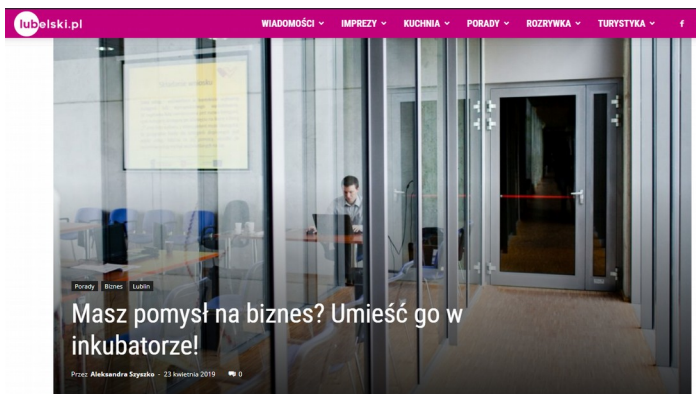 lubelski.pl
WIADOMOŚCI IMPREZY KUCHNIA PORADY ROZRYWKA TURYSTYKA f
Porady Biznes Lublin
Masz pomysł na biznes? Umieść go w
inkubatorze!
Przez Aleksandra Szyszko - 23 kwietnia 2019 0